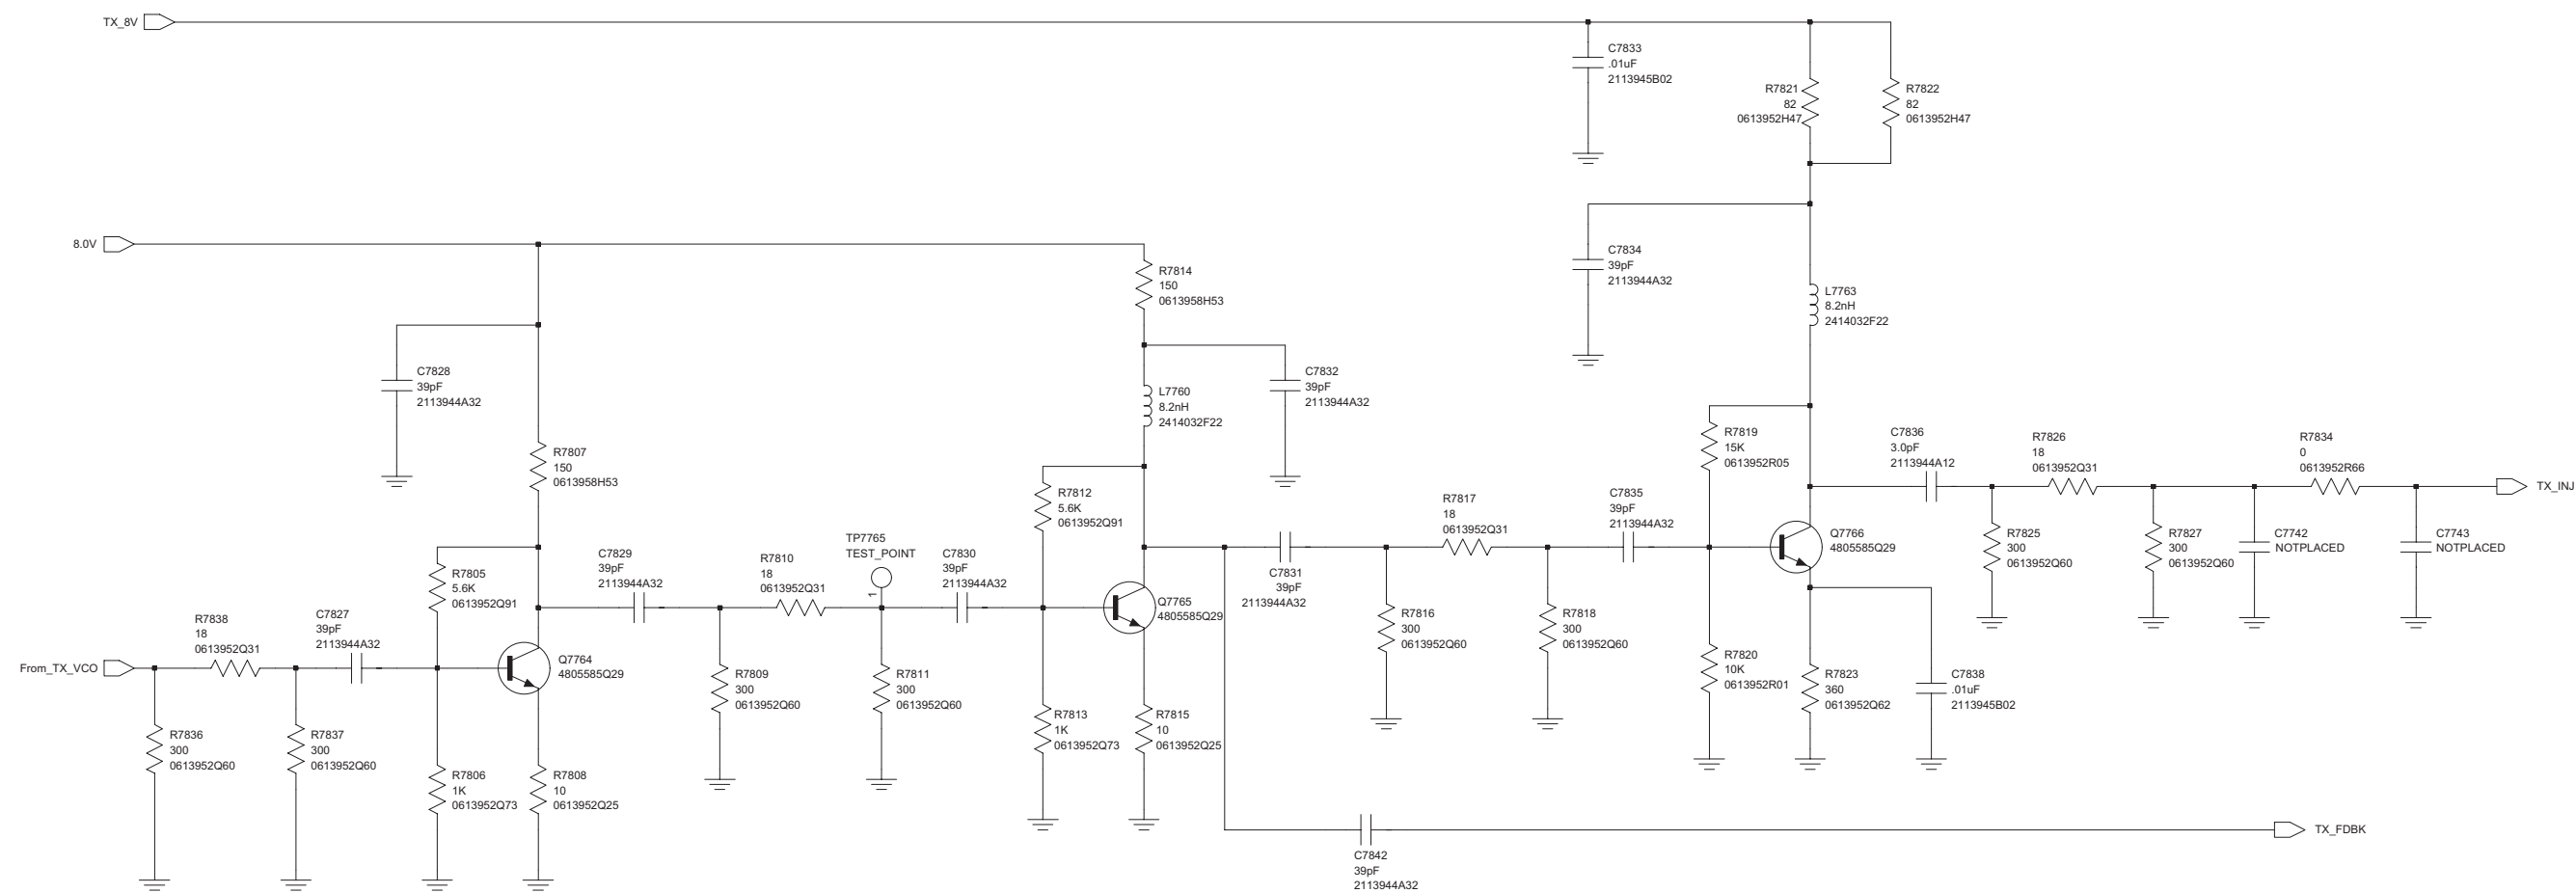 TX_8V
C7833
.01uF
2113945B02
R7821
82
0613952H47
R7822
82
0613952H47
8.0V
R7814
150
0613958H53
C7834
39pF
2113944A32
L7763
8.2nH
2414032F22
C7828
39pF
2113944A32
L7760
8.2nH
2414032F22
C7832
39pF
2113944A32
R7807
150
0613958H53
R7812
5.6K
0613952Q91
R7819
15K
0613952R05
C7836
3.0pF
2113944A12
R7826
18
0613952Q31
R7834
0
0613952R66
TX_INJ
R7817
18
0613952Q31
C7835
39pF
2113944A32
Q7766
4805585Q29
R7825
300
0613952Q60
R7827
300
0613952Q60
C7742
NOTPLACED
C7743
NOTPLACED
R7805
5.6K
0613952Q91
C7829
39pF
2113944A32
R7810
18
0613952Q31
TP7765
TEST_POINT
1
C7830
39pF
2113944A32
C7831
39pF
2113944A32
Q7765
4805585Q29
R7816
300
0613952Q60
R7818
300
0613952Q60
R7838
18
0613952Q31
C7827
39pF
2113944A32
From_TX_VCO
Q7764
4805585Q29
R7809
300
0613952Q60
R7811
300
0613952Q60
R7820
10K
0613952R01
R7823
360
0613952Q62
C7838
.01uF
2113945B02
R7813
1K
0613952Q73
R7815
10
0613952Q25
R7836
300
0613952Q60
R7837
300
0613952Q60
R7806
1K
0613952Q73
R7808
10
0613952Q25
TX_FDBK
C7842
39pF
2113944A32